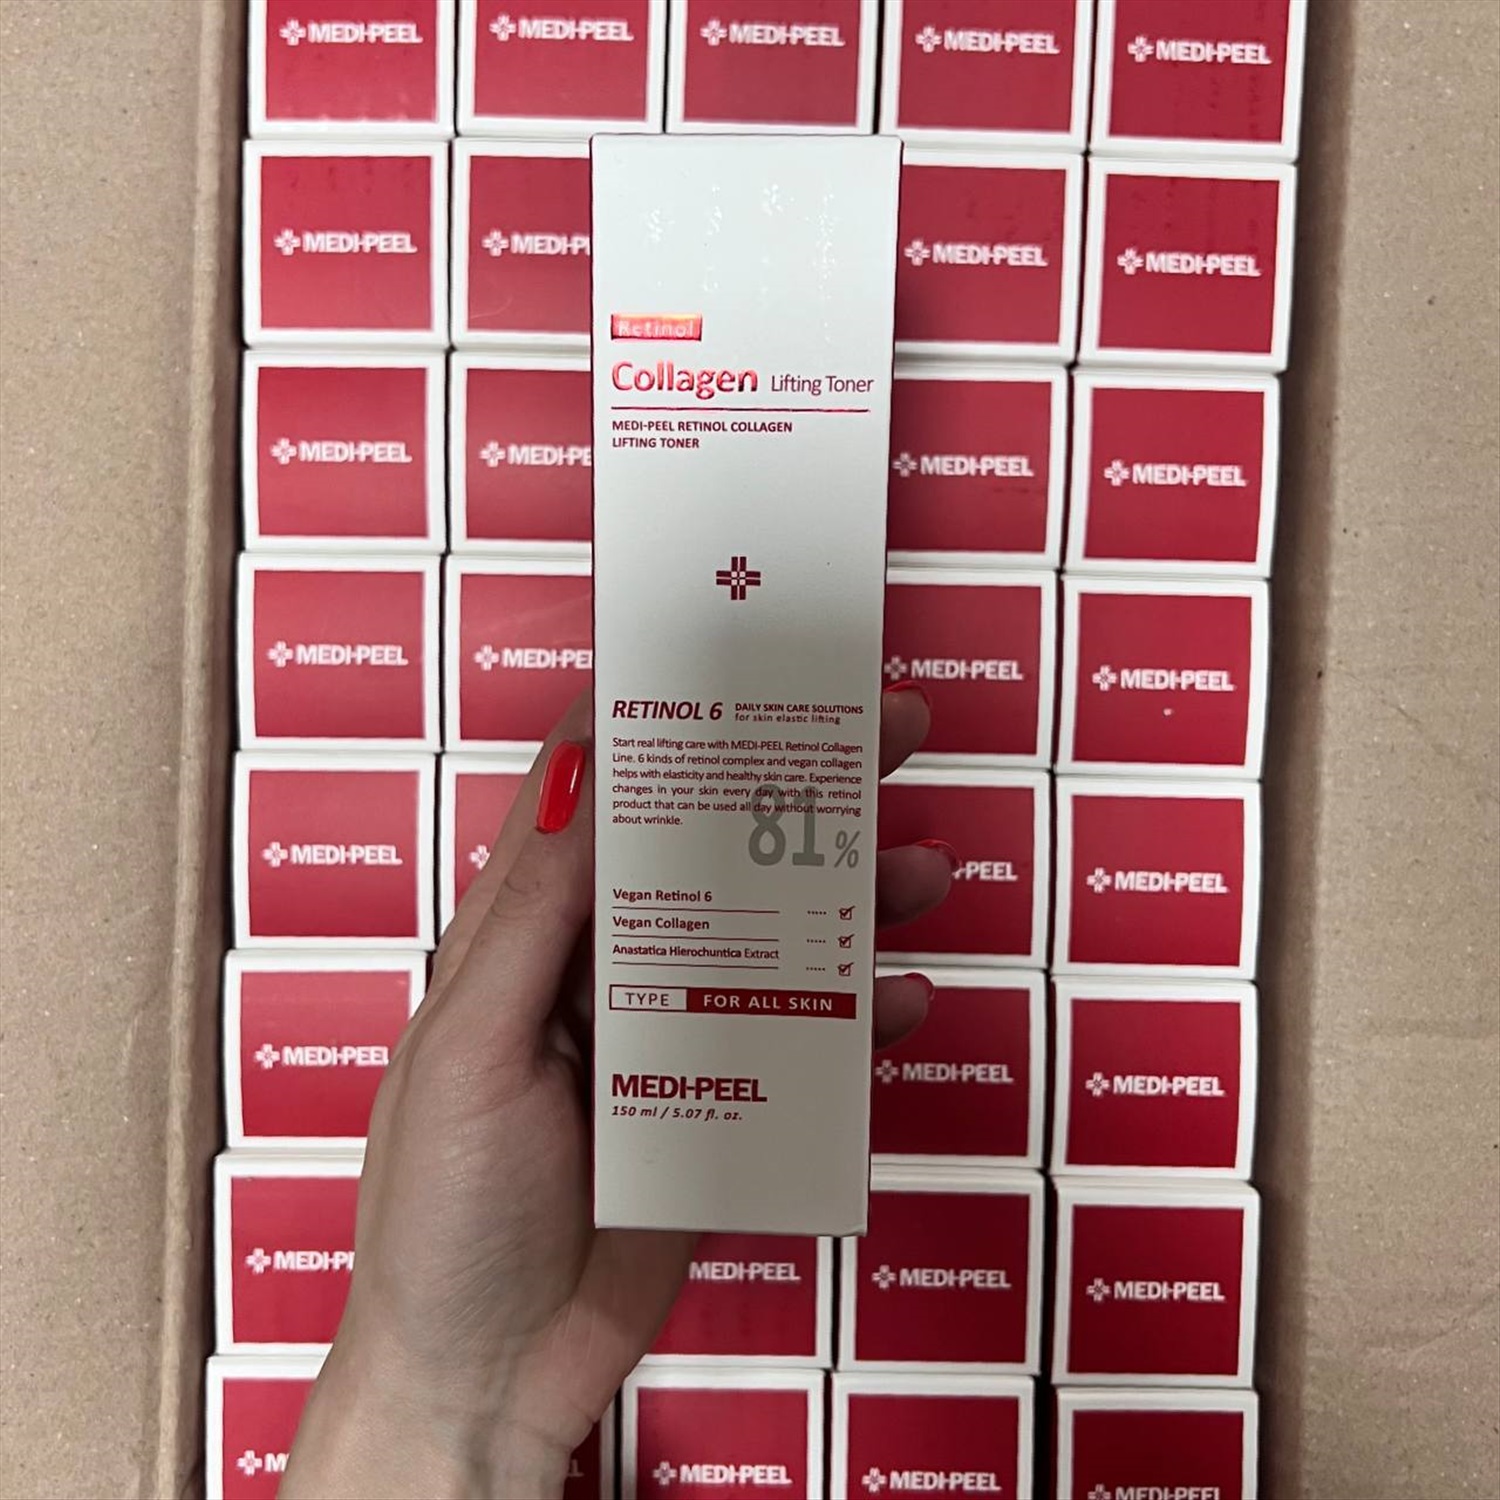 MEDI-PEEL
MEDI-PEEL
MEDI-PEEL
MEDI-PEEL
MEDI-PEEL
MEDI-PEEL
MEDI-P
MEDI-PEEL
MEDI-PEEL
Retinol
Collagen Lifting Toner
MEDI-PEEL RETINOL COLLAGEN
LIFTING TONER
MEDI-PEEL
MEDI-PE
MEDI-PEEL
MEDI-PEEL
MEDI-PEEL
MEDI-PEE
MEDI-PEEL
MEDI-PEEL
RETINOL 6 DAILY SKIN CARE SOLUTIONS
for skin elastic lifting
Start real lifting care with MEDI-PEEL Retinol Collagen
Line. 6 kinds of retinol complex and vegan collagen
helps with elasticity and healthy skin care. Experience
changes in your skin every day with this retinol
product that can be used all day without worrying
about wrinkle.
81%
MEDI-PEEL
-PEEL
MEDI-PEEL
Vegan Retinol 6
Vegan Collagen
Anastatica Hierochuntica Extract
TYPE FOR ALL SKIN
MEDI-PEEL
150 ml / 5.07 fl. oz.
MEDI-PEEL
MEDI-PEEL
MEDI-PEEL
MEDI-P
MEDI-PEEL
MEDI-PEEL
MEDI-PEEL
M
MEDI-PEEL
MEDI-PEEL
MEDI-PEEL